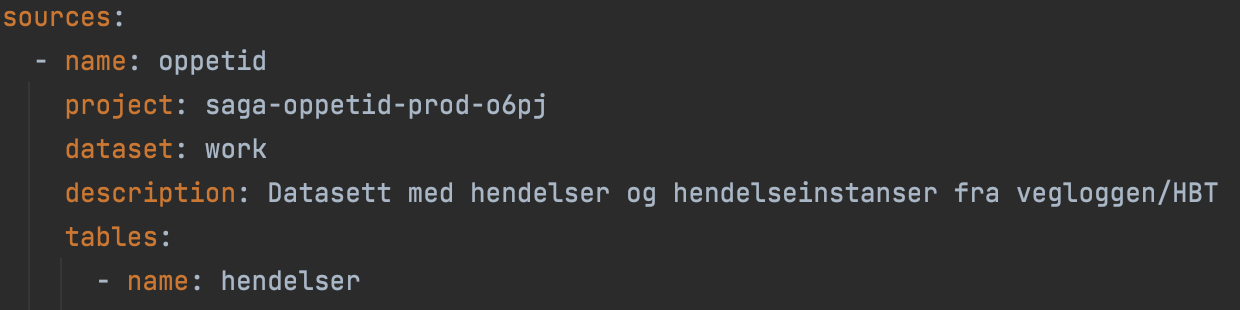 sources:
  - name: oppetid
    project: saga-oppetid-prod-o6pj
    dataset: work
    description: Datasett med hendelser og hendelseinstanser fra vegloggen/HBT
    tables:
      - name: hendelser